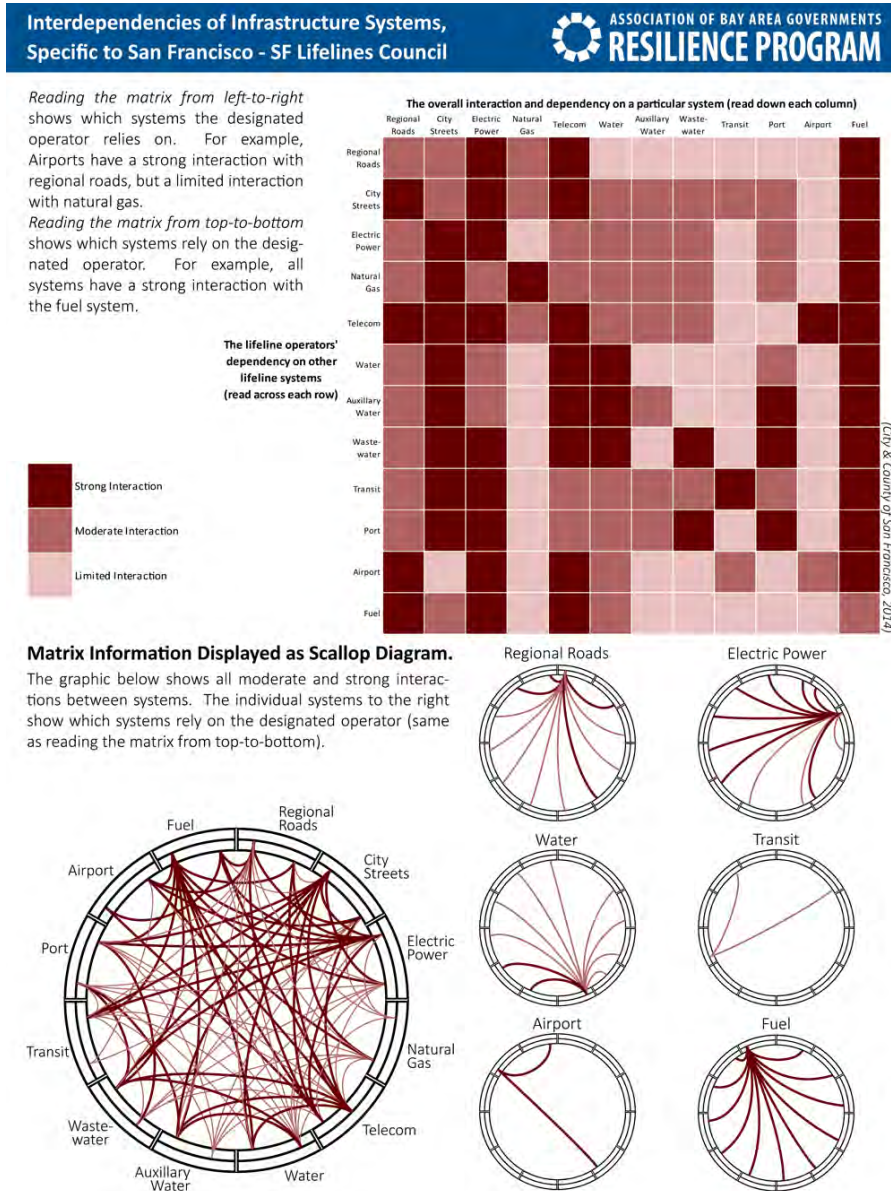 Interdependencies of Infrastructure Systems,
Specific to San Francisco - SF Lifelines Council
ASSOCIATION OF BAY AREA GOVERNMENTS
RESILIENCE PROGRAM
Reading the matrix from left-to-right
shows which systems the designated
operator relies on. For example,
Airports have a strong interaction with
regional roads, but a limited interaction
with natural gas.
Reading the matrix from top-to-bottom
shows which systems rely on the desig-
nated operator. For example, all
systems have a strong interaction with
the fuel system.
The overall interaction and dependency on a particular system (read down each column)
Regional Roads
City Streets
Electric Power
Natural Gas
Telecom
Water
Auxillary Water
Waste-water
Transit
Port
Airport
Fuel
The lifeline operators'
dependency on other
lifeline systems
(read across each row)
Regional
Roads
City
Streets
Electric
Power
Natural
Gas
Telecom
Water
Auxillary
Water
Waste-
water
Transit
Port
Airport
Fuel
(City & County of San Francisco, 2014)
Strong Interaction
Moderate Interaction
Limited Interaction
Matrix Information Displayed as Scallop Diagram.
The graphic below shows all moderate and strong interac-
tions between systems. The individual systems to the right
show which systems rely on the designated operator (same
as reading the matrix from top-to-bottom).
Fuel
Regional
Roads
City
Streets
Electric
Power
Natural
Gas
Telecom
Water
Auxillary
Water
Waste-
water
Transit
Port
Airport
Regional Roads
Electric Power
Water
Transit
Airport
Fuel